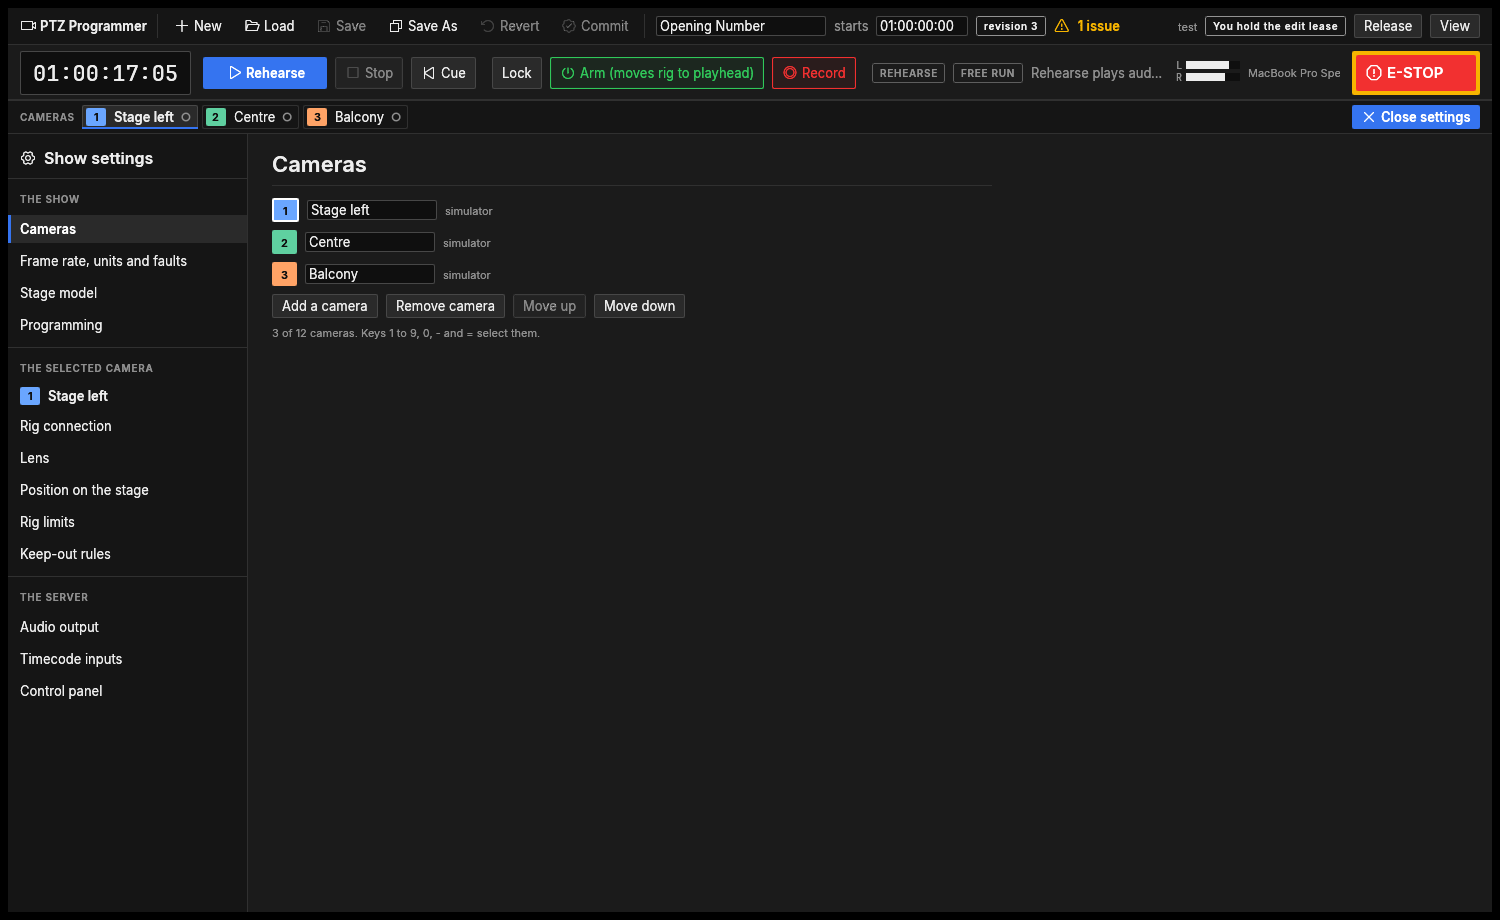 PTZ Programmer New Load Save Save As Revert Commit Opening Number starts 01:00:00:00 revision 3 1 issue test You hold the edit lease Release View
01:00:17:05 Rehearse Stop Cue Lock Arm (moves rig to playhead) Record REHEARSE FREE RUN Rehearse plays aud... L R MacBook Pro Spe E-STOP
CAMERAS 1 Stage left 2 Centre 3 Balcony Close settings
Show settings
THE SHOW
Cameras
Frame rate, units and faults
Stage model
Programming
THE SELECTED CAMERA
1 Stage left
Rig connection
Lens
Position on the stage
Rig limits
Keep-out rules
THE SERVER
Audio output
Timecode inputs
Control panel
Cameras
1 Stage left simulator
2 Centre simulator
3 Balcony simulator
Add a camera Remove camera Move up Move down
3 of 12 cameras. Keys 1 to 9, 0, - and = select them.